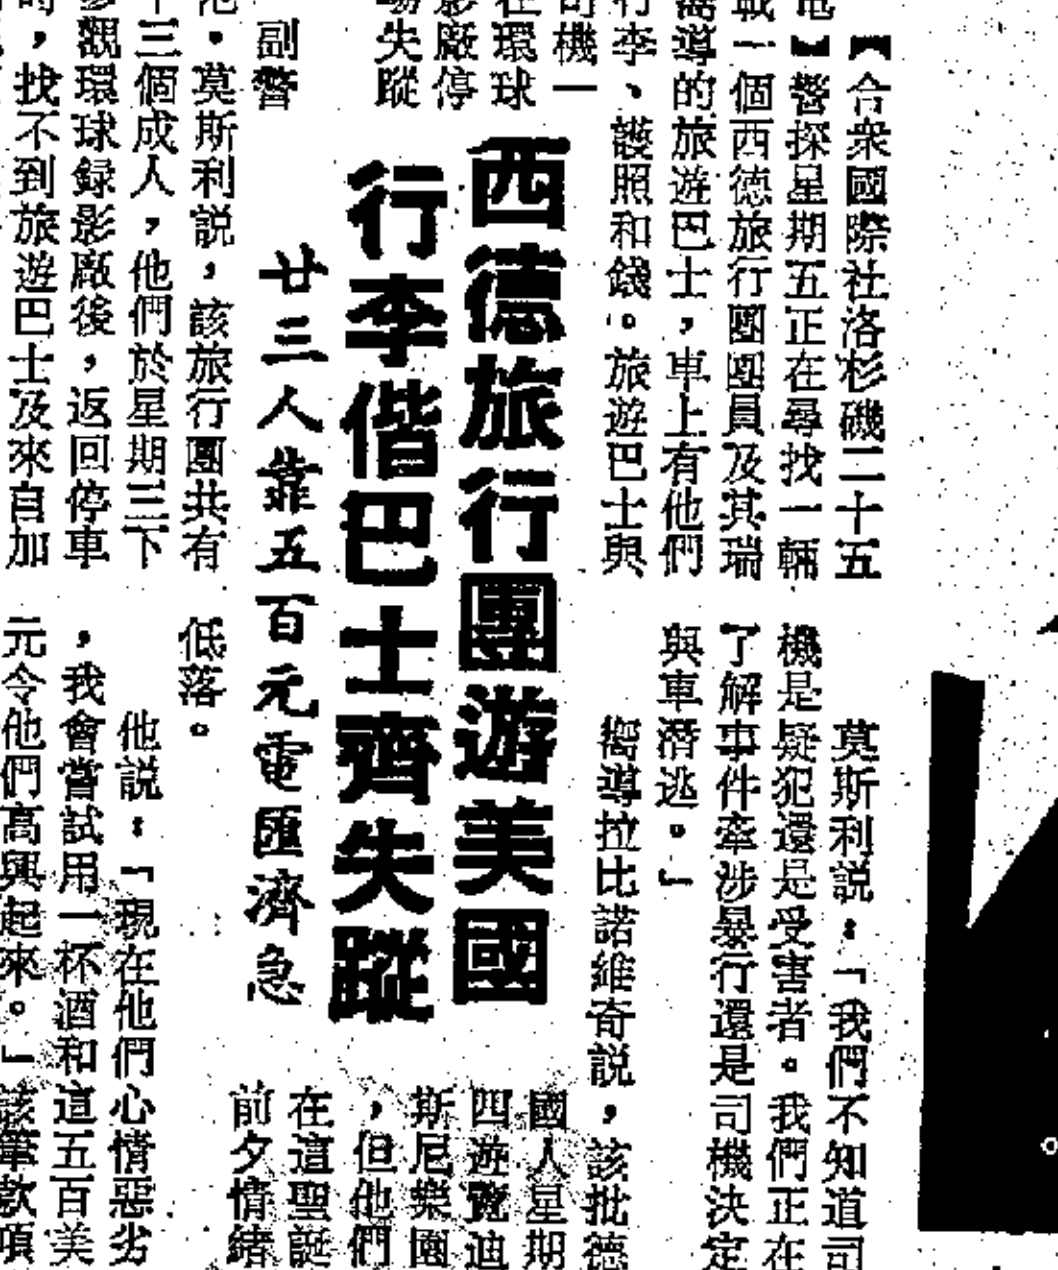 西德旅行團遊美國
行李偕巴士齊失蹤
廿三人靠五百元電匯濟急
【合衆國際社洛杉磯二十五
電】警探星期五正在尋找一輛
載一個西德旅行團團員及其瑞
嚮導的旅遊巴士,車上有他們
行李、護照和錢。旅遊巴士與
司機一
在環球
影廠停
場失蹤
副警
。莫斯利説,該旅行團共有
十三個成人,他們於星期三下
參觀環球録影廠後,返回停車
時,找不到旅遊巴士及來自加
莫斯利説:「我們不知道司
機是疑犯還是受害者。我們正在
了解事件牽涉暴行還是司機決定
與車潛逃。」
嚮導拉比諾維奇説,該批德
國人星期
四遊覽迪
斯尼樂園
,但他們
在這聖誕
前夕情緒
低落。
他説:「現在他們心情惡劣
,我會嘗試用一杯酒和這五百美
元令他們高興起來。」該筆款項